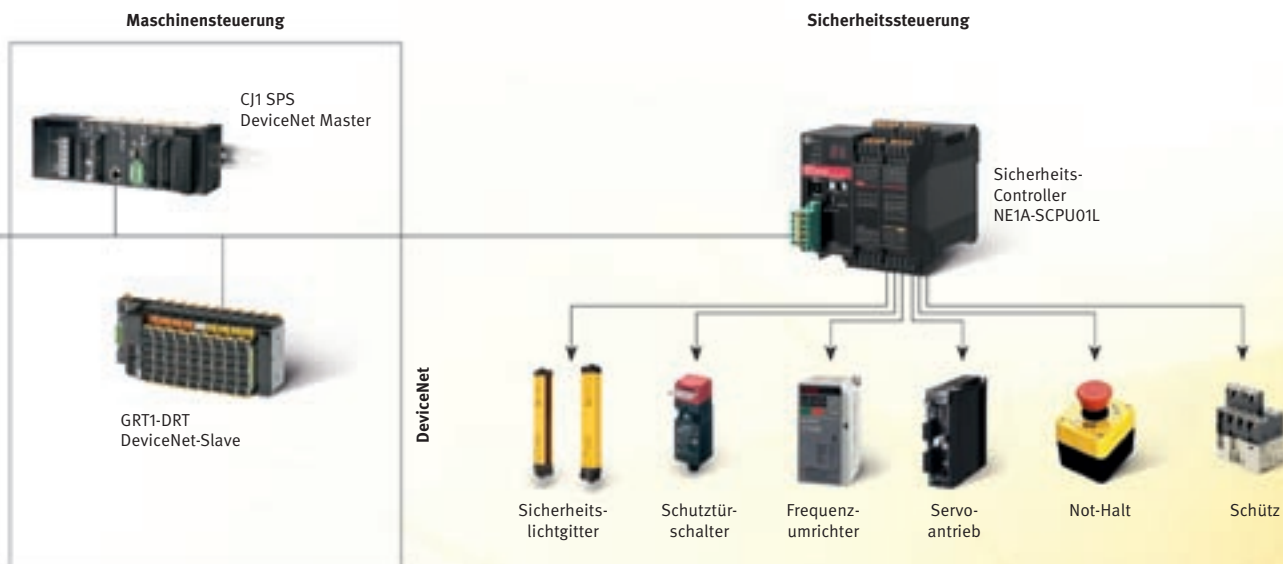 Maschinensteuerung
Sicherheitssteuerung
CJ1 SPS
DeviceNet Master
Sicherheits-
Controller
NE1A-SCPU01L
GRT1-DRT
DeviceNet-Slave
DeviceNet
Sicherheits-
lichtgitter
Schutztür-
schalter
Frequenz-
umrichter
Servo-
antrieb
Not-Halt
Schütz